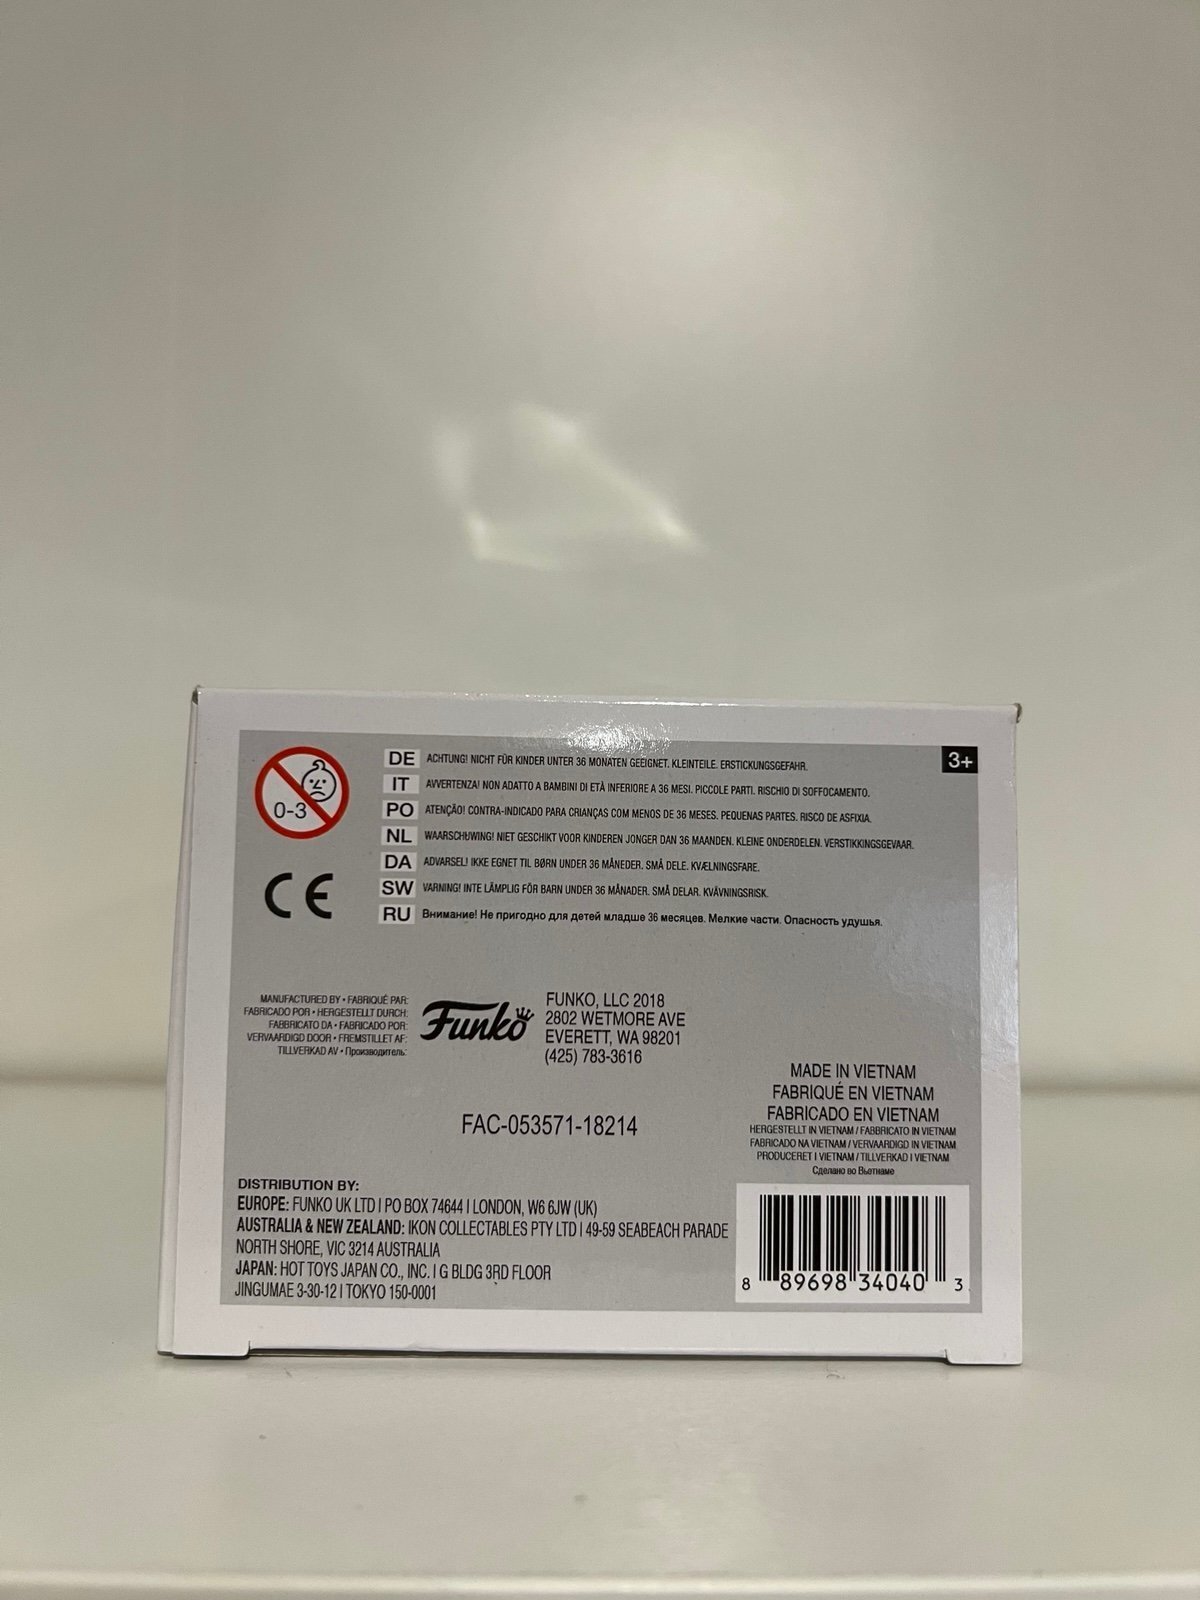 0-3
CE
3+
DE ACHTUNG! NICHT FÜR KINDER UNTER 36 MONATEN GEEIGNET. KLEINTEILE. ERSTICKUNGSGEFAHR.
IT AVVERTENZA! NON ADATTO A BAMBINI DI ETÀ INFERIORE A 36 MESI. PICCOLE PARTI. RISCHIO DI SOFFOCAMENTO.
PO ATENÇÃO! CONTRA-INDICADO PARA CRIANÇAS COM MENOS DE 36 MESES. PEQUENAS PARTES. RISCO DE ASFIXIA.
NL WAARSCHUWING! NIET GESCHIKT VOOR KINDEREN JONGER DAN 36 MAANDEN. KLEINE ONDERDELEN. VERSTIKKINGSGEVAAR.
DA ADVARSEL! IKKE EGNET TIL BØRN UNDER 36 MÅNEDER. SMÅ DELE. KVÆLNINGSFARE.
SW VARNING! INTE LÄMPLIG FÖR BARN UNDER 36 MÅNADER. SMÅ DELAR. KVÄVNINGSRISK.
RU Внимание! Не пригодно для детей младше 36 месяцев. Мелкие части. Опасность удушья.
MANUFACTURED BY • FABRIQUÉ PAR:
FABRICADO POR • HERGESTELLT DURCH:
FABBRICATO DA • FABRICADO POR:
VERVAARDIGD DOOR • FREMSTILLET AF:
TILLVERKAD AV • Производитель:
Funko
FUNKO, LLC 2018
2802 WETMORE AVE
EVERETT, WA 98201
(425) 783-3616
FAC-053571-18214
MADE IN VIETNAM
FABRIQUÉ EN VIETNAM
FABRICADO EN VIETNAM
HERGESTELLT IN VIETNAM / FABBRICATO IN VIETNAM
FABRICADO NA VIETNAM / VERVAARDIGD IN VIETNAM
PRODUCERET I VIETNAM / TILLVERKAD I VIETNAM
Сделано во Вьетнаме
DISTRIBUTION BY:
EUROPE: FUNKO UK LTD | PO BOX 74644 | LONDON, W6 6JW (UK)
AUSTRALIA & NEW ZEALAND: IKON COLLECTABLES PTY LTD | 49-59 SEABEACH PARADE
NORTH SHORE, VIC 3214 AUSTRALIA
JAPAN: HOT TOYS JAPAN CO., INC. | G BLDG 3RD FLOOR
JINGUMAE 3-30-12 | TOKYO 150-0001
8 89698 34040 3